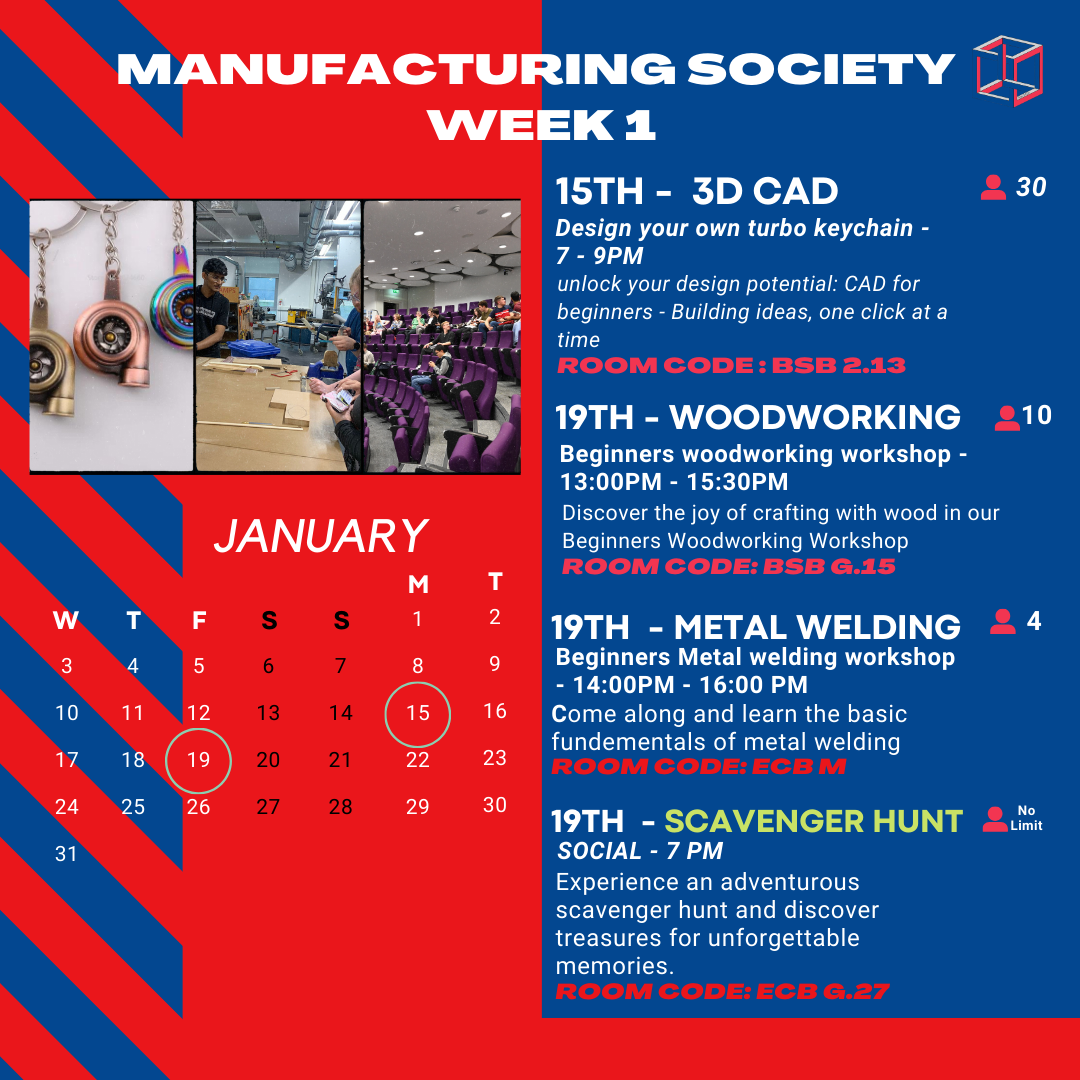 MANUFACTURING SOCIETY
WEEK 1
15TH - 3D CAD
30
Design your own turbo keychain -
7 - 9PM
unlock your design potential: CAD for
beginners - Building ideas, one click at a
time
ROOM CODE : BSB 2.13
19TH - WOODWORKING
10
Beginners woodworking workshop -
13:00PM - 15:30PM
Discover the joy of crafting with wood in our
Beginners Woodworking Workshop
ROOM CODE: BSB G.15
19TH - METAL WELDING
4
Beginners Metal welding workshop
- 14:00PM - 16:00 PM
Come along and learn the basic
fundementals of metal welding
ROOM CODE: ECB M
19TH - SCAVENGER HUNT
No
Limit
SOCIAL - 7 PM
Experience an adventurous
scavenger hunt and discover
treasures for unforgettable
memories.
ROOM CODE: ECB G.27
JANUARY
W T F S S M T
1 2
3 4 5 6 7 8 9
10 11 12 13 14 15 16
17 18 19 20 21 22 23
24 25 26 27 28 29 30
31